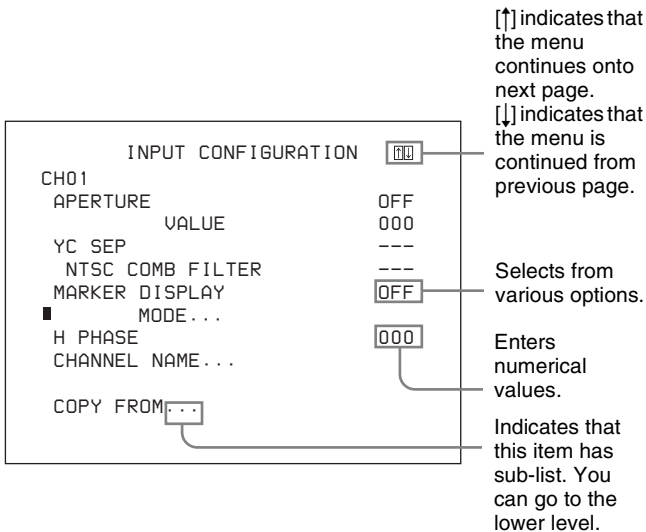 [↑] indicates that
the menu
continues onto
next page.
[↓] indicates that
the menu is
continued from
previous page.
INPUT CONFIGURATION ↑↓
CH01
APERTURE OFF
VALUE 000
YC SEP ---
NTSC COMB FILTER ---
MARKER DISPLAY OFF
MODE...
H PHASE 000
CHANNEL NAME...
COPY FROM...
Selects from
various options.
Enters
numerical
values.
Indicates that
this item has
sub-list. You
can go to the
lower level.